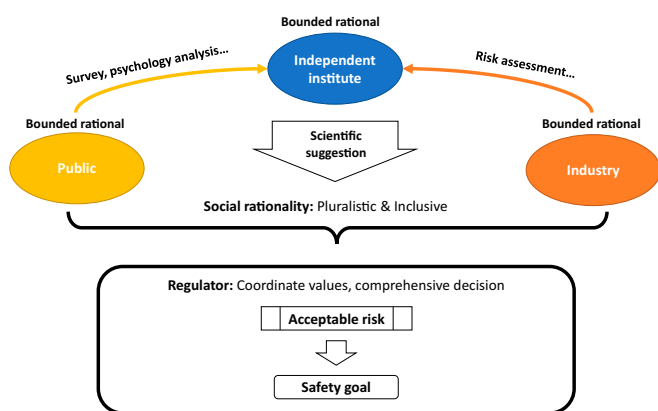 Bounded rational
Survey, psychology analysis...
Independent
institute
Risk assessment...
Bounded rational
Public
Scientific
suggestion
Bounded rational
Industry
Social rationality: Pluralistic & Inclusive
Regulator: Coordinate values, comprehensive decision
Acceptable risk
Safety goal